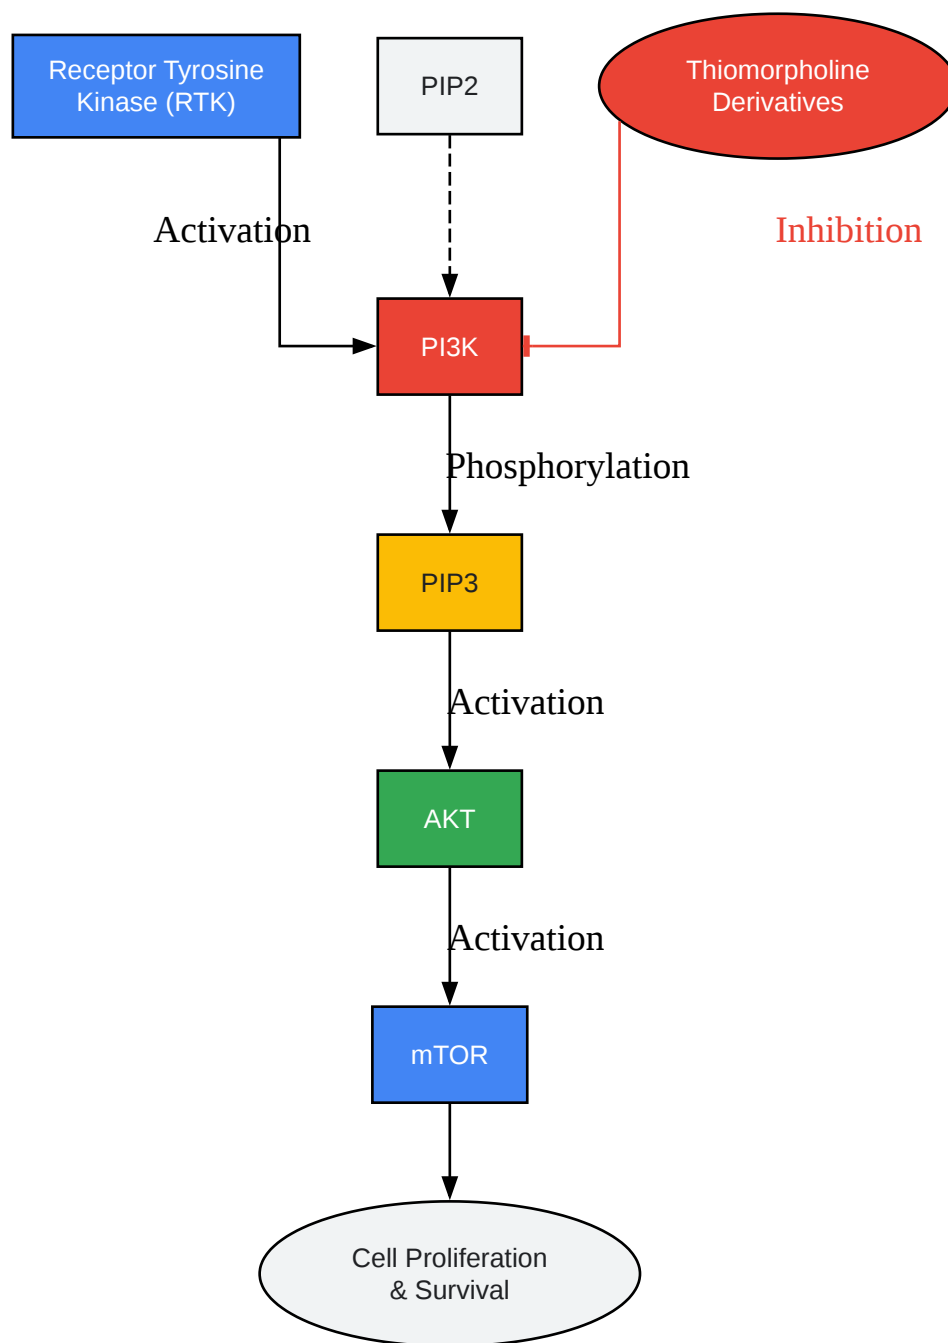 Receptor Tyrosine
Kinase (RTK)
PIP2
Thiomorpholine
Derivatives
Activation
Inhibition
PI3K
Phosphorylation
PIP3
Activation
AKT
Activation
mTOR
Cell Proliferation
& Survival